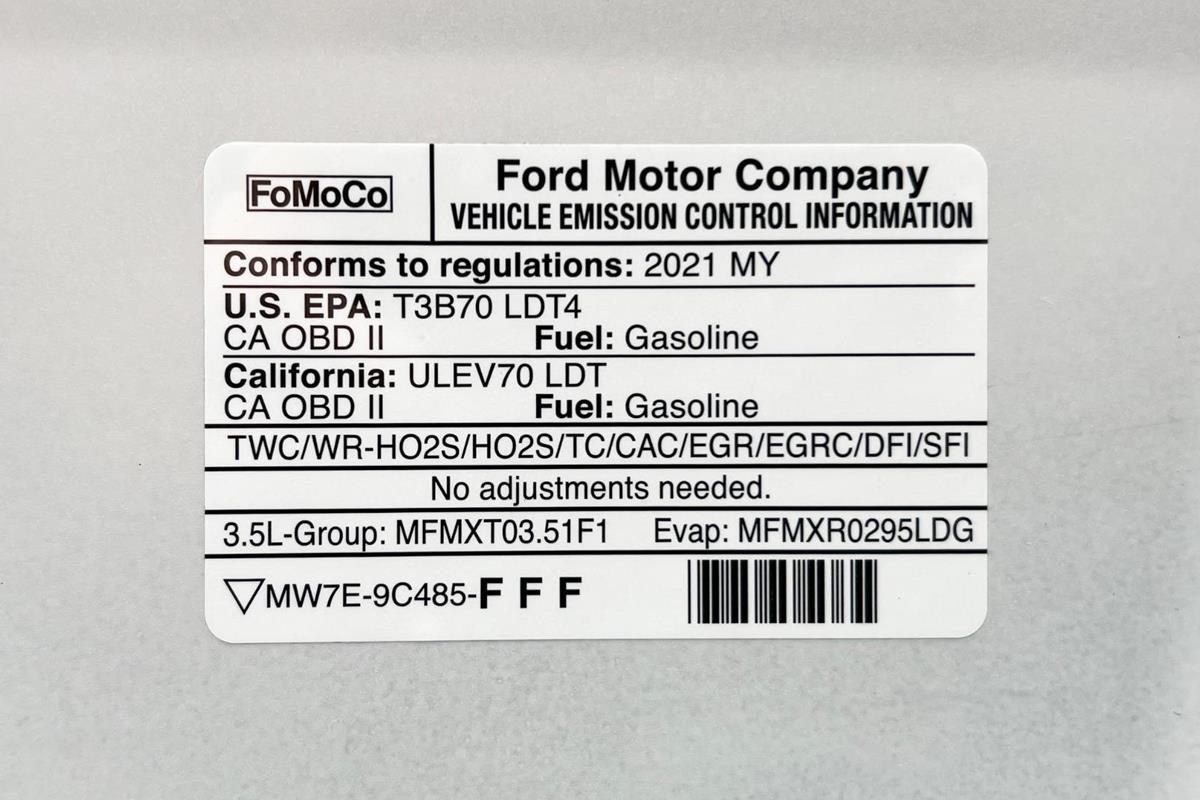 FoMoCo
Ford Motor Company
VEHICLE EMISSION CONTROL INFORMATION
Conforms to regulations: 2021 MY
U.S. EPA: T3B70 LDT4
CA OBD II Fuel: Gasoline
California: ULEV70 LDT
CA OBD II Fuel: Gasoline
TWC/WR-HO2S/HO2S/TC/CAC/EGR/EGRC/DFI/SFI
No adjustments needed.
3.5L-Group: MFMXT03.51F1 Evap: MFMXR0295LDG
MW7E-9C485-F F F